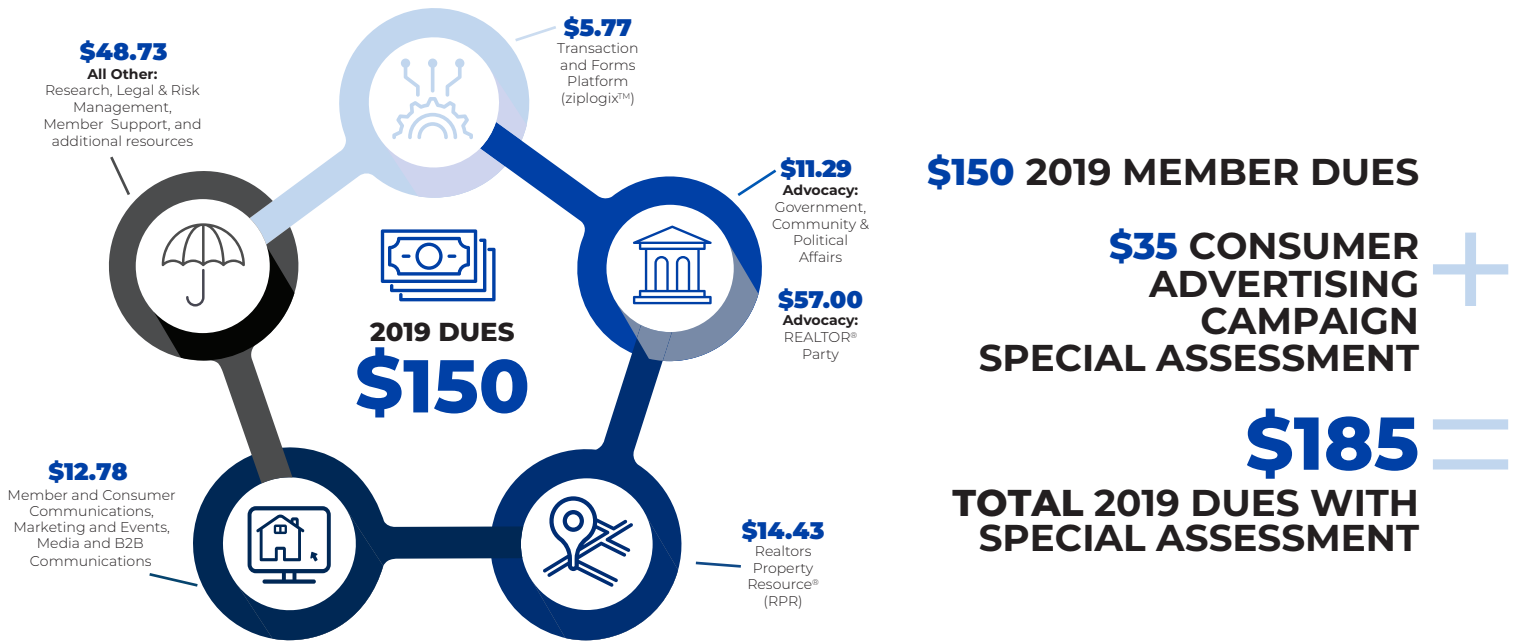 $5.77
Transaction
and Forms
Platform
(ziplogix™)
$48.73
All Other:
Research, Legal & Risk
Management,
Member Support, and
additional resources
$11.29
Advocacy:
Government,
Community &
Political
Affairs
$57.00
Advocacy:
REALTOR®
Party
2019 DUES
$150
$12.78
Member and Consumer
Communications,
Marketing and Events,
Media and B2B
Communications
$14.43
Realtors
Property
Resource®
(RPR)
$150 2019 MEMBER DUES
$35 CONSUMER
ADVERTISING
CAMPAIGN
SPECIAL ASSESSMENT
+
$185
=
TOTAL 2019 DUES WITH
SPECIAL ASSESSMENT